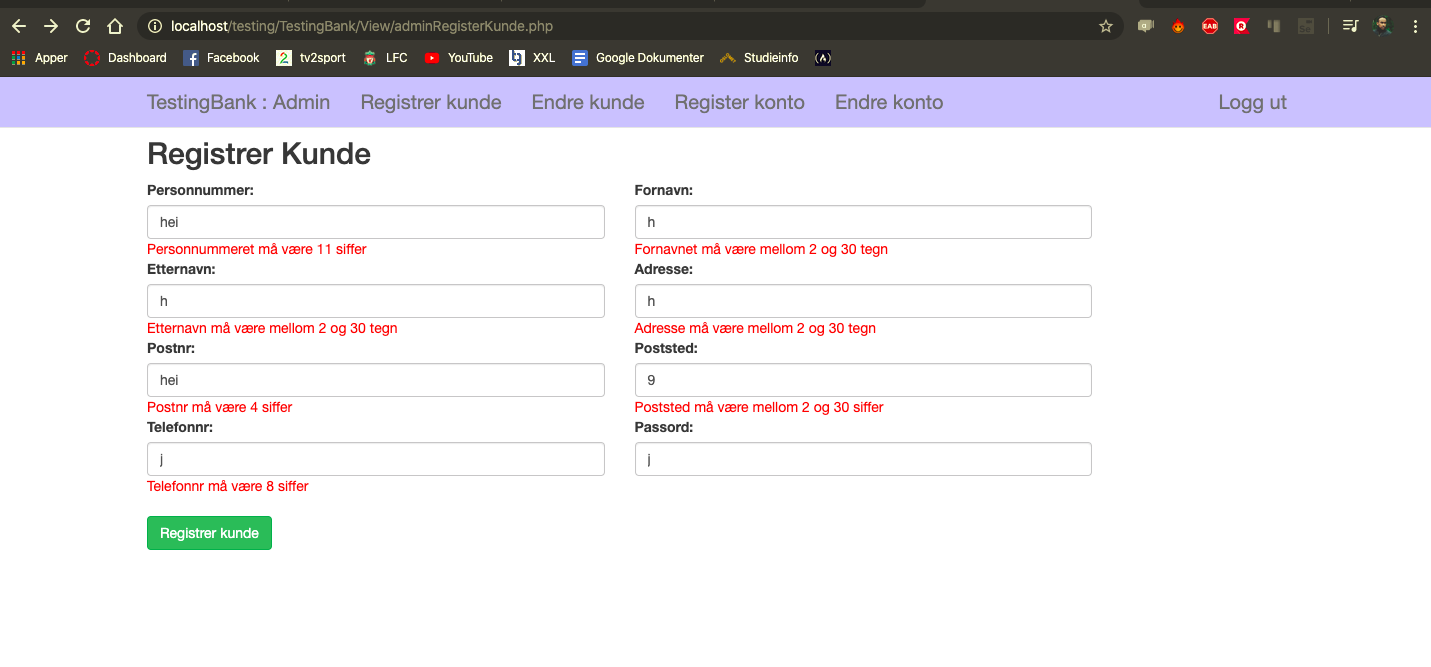 localhost/testing/TestingBank/View/adminRegisterKunde.php
EAB
Apper Dashboard Facebook 2 tv2sport LFC YouTube XXL Google Dokumenter Studieinfo
TestingBank : Admin Registrer kunde Endre kunde Register konto Endre konto Logg ut
Registrer Kunde
Personnummer: Fornavn:
hei h
Personnummeret må være 11 siffer Fornavnet må være mellom 2 og 30 tegn
Etternavn: Adresse:
h h
Etternavn må være mellom 2 og 30 tegn Adresse må være mellom 2 og 30 tegn
Postnr: Poststed:
hei 9
Postnr må være 4 siffer Poststed må være mellom 2 og 30 siffer
Telefonnr: Passord:
j j
Telefonnr må være 8 siffer
Registrer kunde